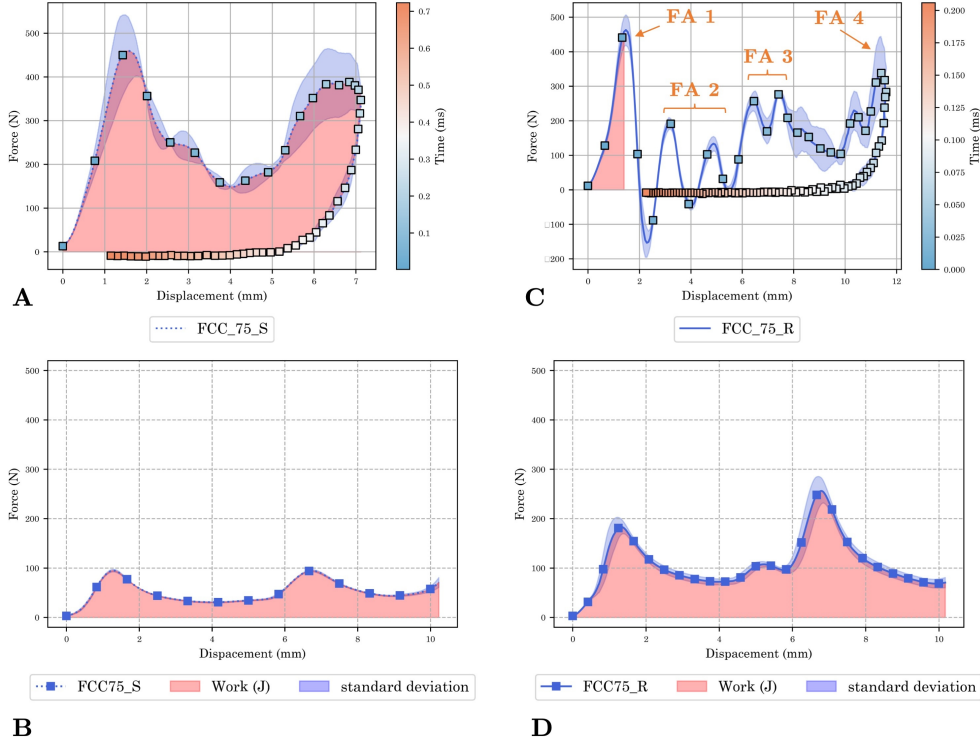 500
400
300
200
100
0
Force (N)
0 1 2 3 4 5 6 7
Displacement (mm)
A
FCC_75_S
0.7
0.6
0.5
0.4
0.3
0.2
0.1
Time (ms)
500
400
300
200
100
0
□100
□200
Force (N)
FA 1
FA 2
FA 3
FA 4
0 2 4 6 8 10 12
Displacement (mm)
C
FCC_75_R
0.200
0.175
0.150
0.125
0.100
0.075
0.050
0.025
0.000
Time (ms)
500
400
300
200
100
0
Force (N)
0 2 4 6 8 10
Dispacement (mm)
FCC75_S Work (J) standard deviation
B
500
400
300
200
100
0
Force (N)
0 2 4 6 8 10
Dispacement (mm)
FCC75_R Work (J) standard deviation
D